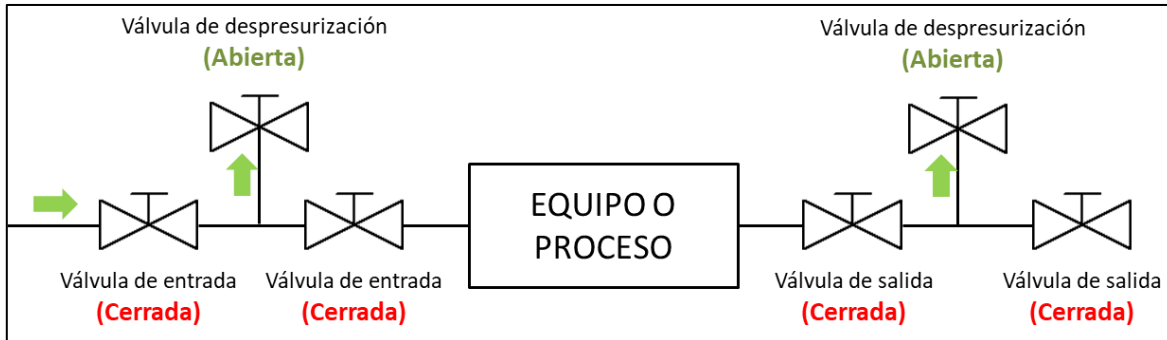 Válvula de despresurización
(Abierta)
Válvula de despresurización
(Abierta)
EQUIPO O
PROCESO
Válvula de entrada
(Cerrada)
Válvula de entrada
(Cerrada)
Válvula de salida
(Cerrada)
Válvula de salida
(Cerrada)